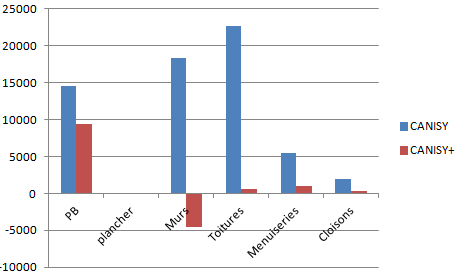 25000
20000
15000
10000
5000
0
-5000
-10000
PB
plancher
Murs
Toitures
Menuiseries
Cloisons
CANISY
CANISY+